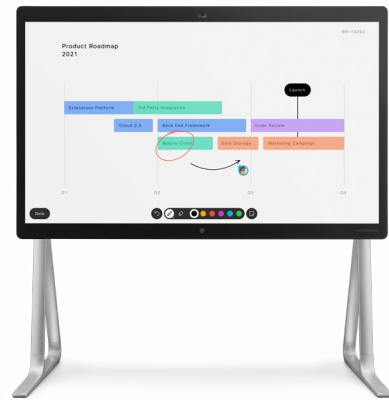 Product Roadmap
2021
Launch
Extensions Platform
3rd Party Integration
Cloud 2.0
Back End Framework
Code Review
Mobile Client
Data Storage
Marketing Campaign
Q1
Q2
Q3
Q4
Done